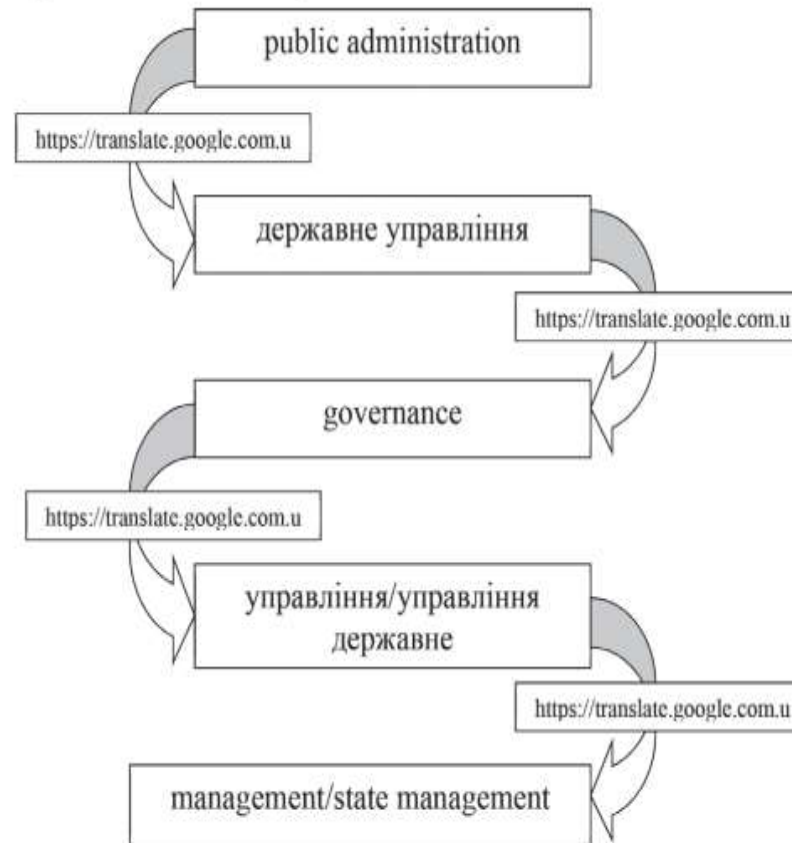 public administration
https://translate.google.com.u
державне управління
https://translate.google.com.u
governance
https://translate.google.com.u
управління/управління
державне
https://translate.google.com.u
management/state management